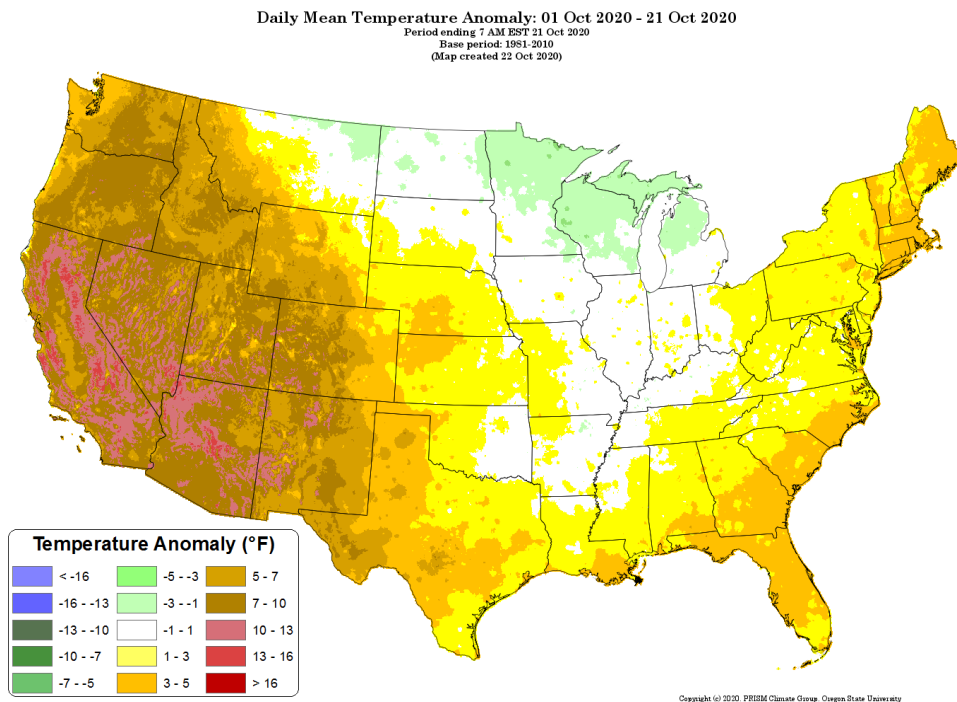 Daily Mean Temperature Anomaly: 01 Oct 2020 - 21 Oct 2020
Period ending 7 AM EST 21 Oct 2020
Base period: 1981-2010
(Map created 22 Oct 2020)
Temperature Anomaly (°F)
< -16 -5 - -3 5 - 7
-16 - -13 -3 - -1 7 - 10
-13 - -10 -1 - 1 10 - 13
-10 - -7 1 - 3 13 - 16
-7 - -5 3 - 5 > 16
Copyright (c) 2020, PRISM Climate Group, Oregon State University